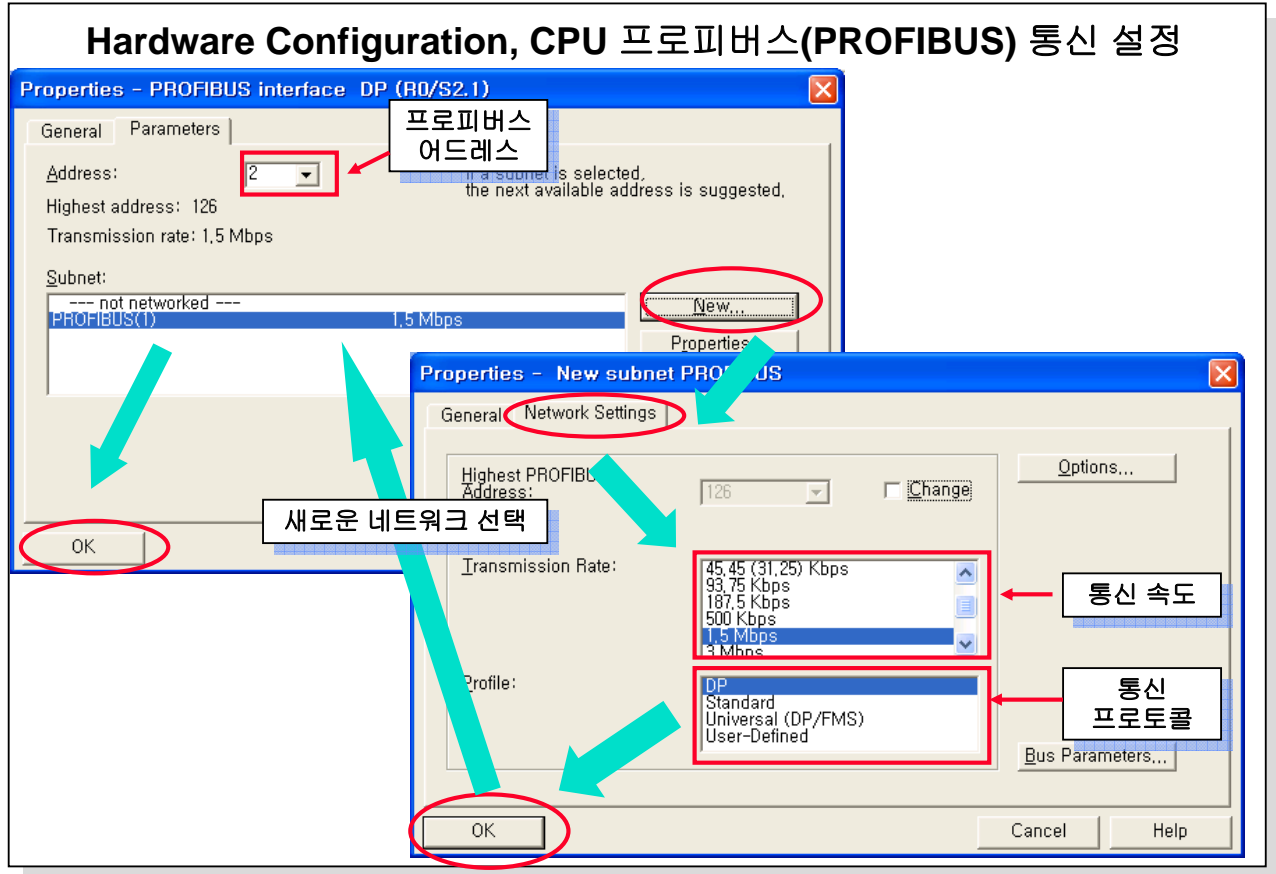 Hardware Configuration, CPU 프로피버스(PROFIBUS) 통신 설정
Properties - PROFIBUS interface DP (R0/S2.1)
General Parameters
프로피버스
어드레스
Address: 2
If a subnet is selected,
the next available address is suggested.
Highest address: 126
Transmission rate: 1,5 Mbps
Subnet:
--- not networked ---
PROFIBUS(1) 1,5 Mbps
New...
Properties...
OK
새로운 네트워크 선택
Properties - New subnet PROFIBUS
General Network Settings
Highest PROFIBUS
Address:
126
Change
Options...
Transmission Rate:
45,45 (31,25) Kbps
93,75 Kbps
187,5 Kbps
500 Kbps
1,5 Mbps
3 Mbps
통신 속도
Profile:
DP
Standard
Universal (DP/FMS)
User-Defined
통신
프로토콜
Bus Parameters...
OK
Cancel
Help